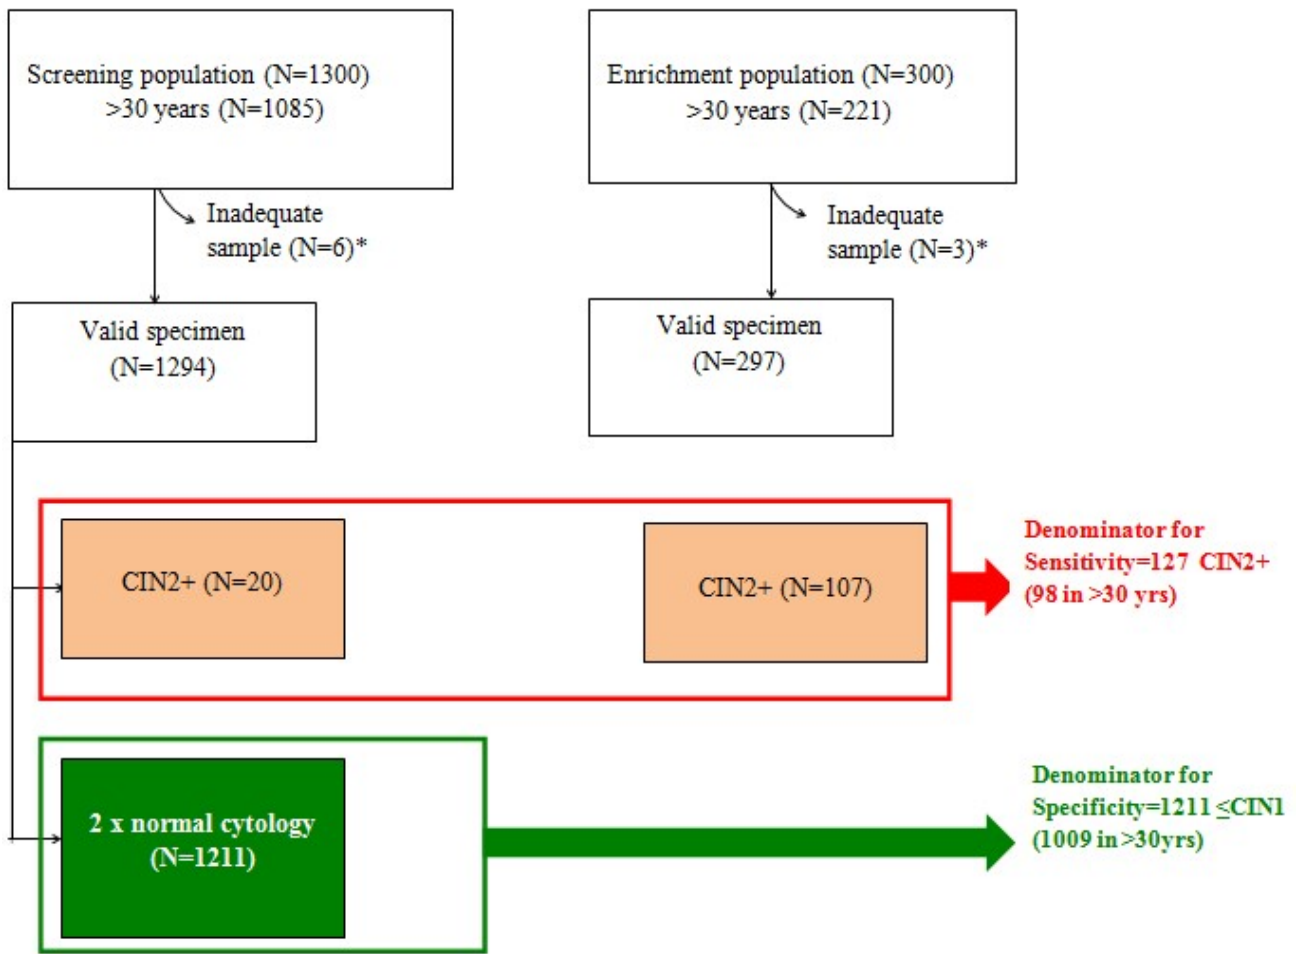 Screening population (N=1300)
>30 years (N=1085)
Enrichment population (N=300)
>30 years (N=221)
Inadequate
sample (N=6)*
Inadequate
sample (N=3)*
Valid specimen
(N=1294)
Valid specimen
(N=297)
CIN2+ (N=20)
CIN2+ (N=107)
Denominator for
Sensitivity=127 CIN2+
(98 in >30 yrs)
2 x normal cytology
(N=1211)
Denominator for
Specificity=1211 ≤CIN1
(1009 in >30yrs)